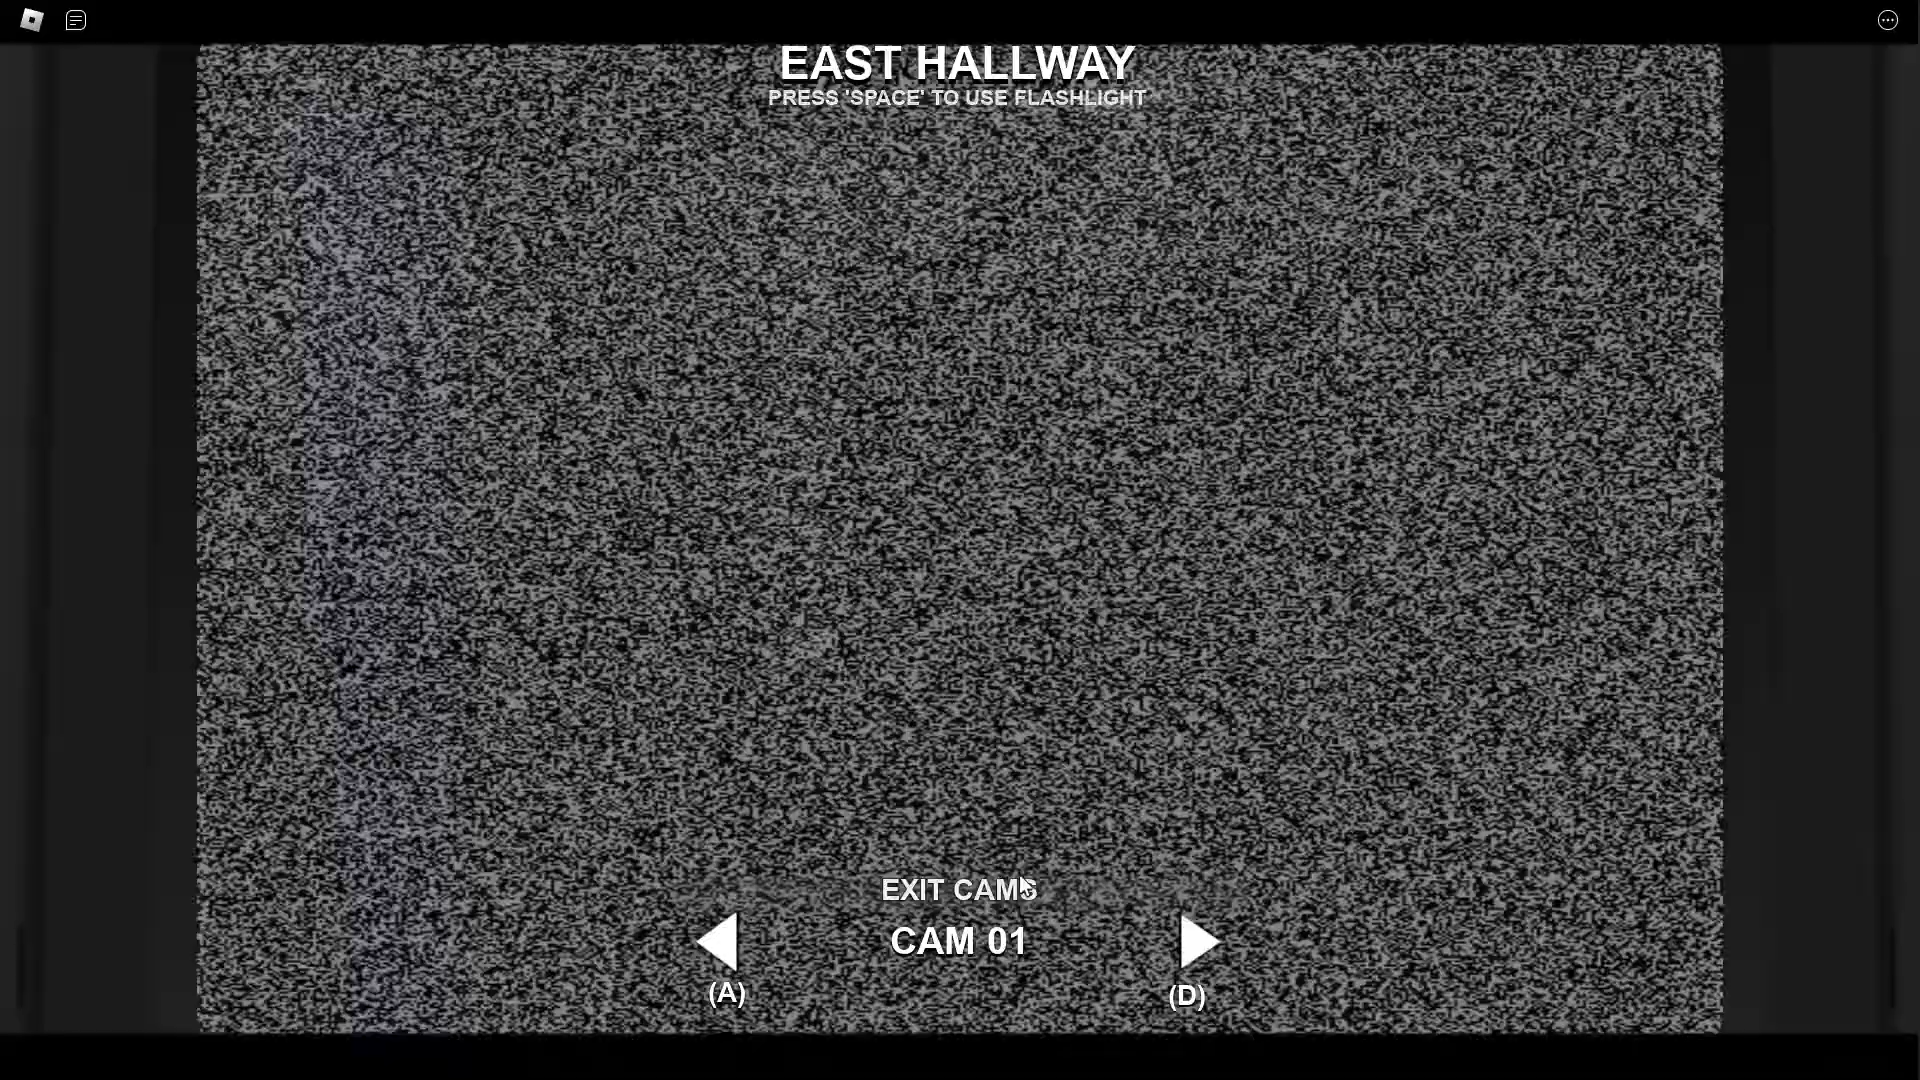 EAST HALLWAY
PRESS 'SPACE' TO USE FLASHLIGHT
EXIT CAMS
CAM 01
(A)
(D)